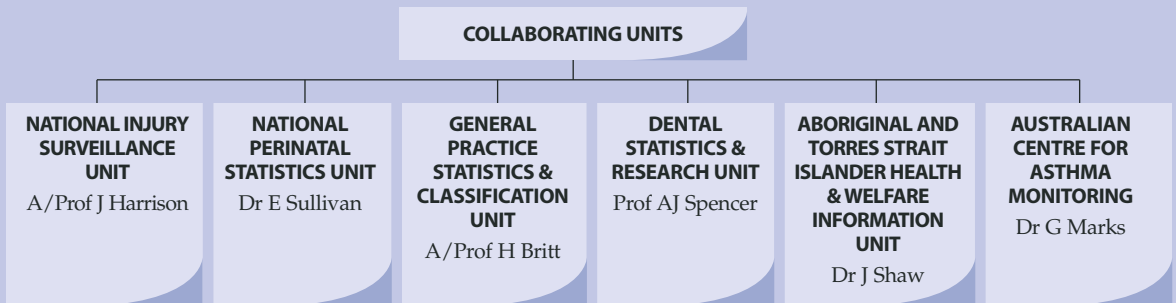 COLLABORATING UNITS
NATIONAL INJURY
SURVEILLANCE
UNIT
A/Prof J Harrison
NATIONAL
PERINATAL
STATISTICS UNIT
Dr E Sullivan
GENERAL
PRACTICE
STATISTICS &
CLASSIFICATION
UNIT
A/Prof H Britt
DENTAL
STATISTICS &
RESEARCH UNIT
Prof AJ Spencer
ABORIGINAL AND
TORRES STRAIT
ISLANDER HEALTH
& WELFARE
INFORMATION
UNIT
Dr J Shaw
AUSTRALIAN
CENTRE FOR
ASTHMA
MONITORING
Dr G Marks